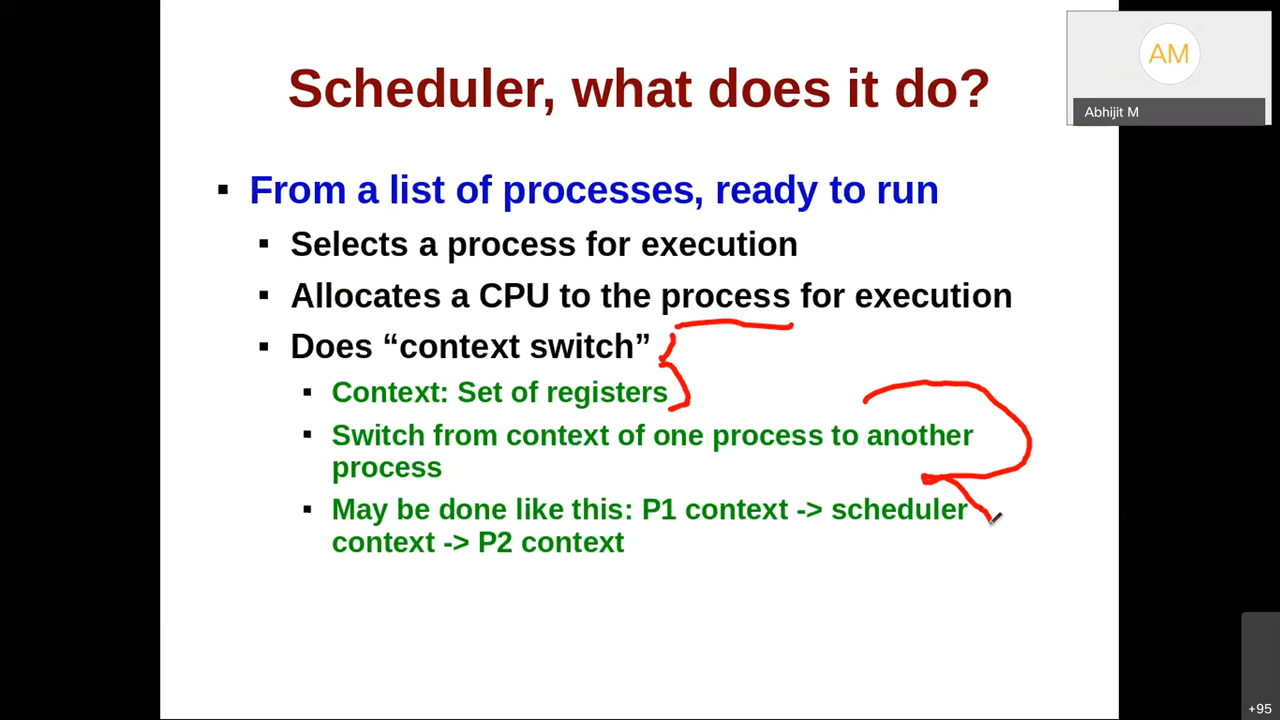 Scheduler, what does it do?
AM
Abhijit M
▪ From a list of processes, ready to run
▪ Selects a process for execution
▪ Allocates a CPU to the process for execution
▪ Does “context switch”
▪ Context: Set of registers
▪ Switch from context of one process to another
process
▪ May be done like this: P1 context -> scheduler
context -> P2 context
+95